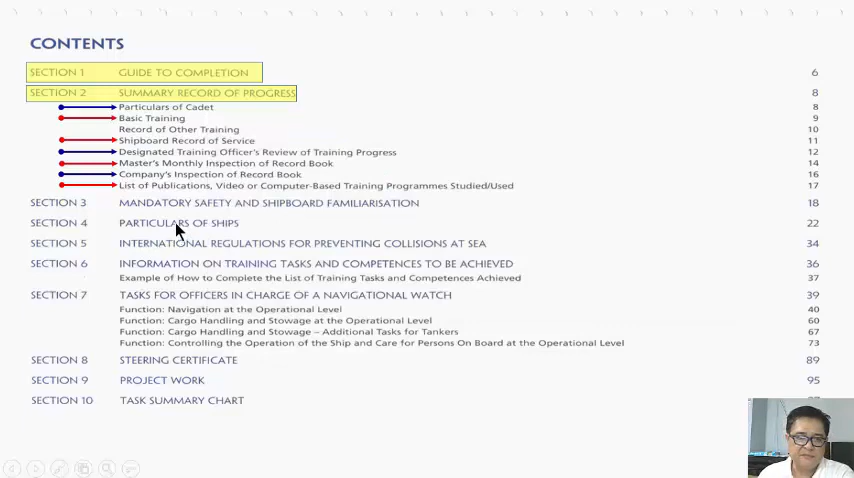 CONTENTS
SECTION 1 GUIDE TO COMPLETION 6
SECTION 2 SUMMARY RECORD OF PROGRESS 8
Particulars of Cadet 8
Basic Training 9
Record of Other Training 10
Shipboard Record of Service 11
Designated Training Officer's Review of Training Progress 12
Master's Monthly Inspection of Record Book 14
Company's Inspection of Record Book 16
List of Publications, Video or Computer-Based Training Programmes Studied/Used 17
SECTION 3 MANDATORY SAFETY AND SHIPBOARD FAMILIARISATION 18
SECTION 4 PARTICULARS OF SHIPS 22
SECTION 5 INTERNATIONAL REGULATIONS FOR PREVENTING COLLISIONS AT SEA 34
SECTION 6 INFORMATION ON TRAINING TASKS AND COMPETENCES TO BE ACHIEVED 36
Example of How to Complete the List of Training Tasks and Competences Achieved 37
SECTION 7 TASKS FOR OFFICERS IN CHARGE OF A NAVIGATIONAL WATCH 39
Function: Navigation at the Operational Level 40
Function: Cargo Handling and Stowage at the Operational Level 60
Function: Cargo Handling and Stowage – Additional Tasks for Tankers 67
Function: Controlling the Operation of the Ship and Care for Persons On Board at the Operational Level 73
SECTION 8 STEERING CERTIFICATE 89
SECTION 9 PROJECT WORK 95
SECTION 10 TASK SUMMARY CHART